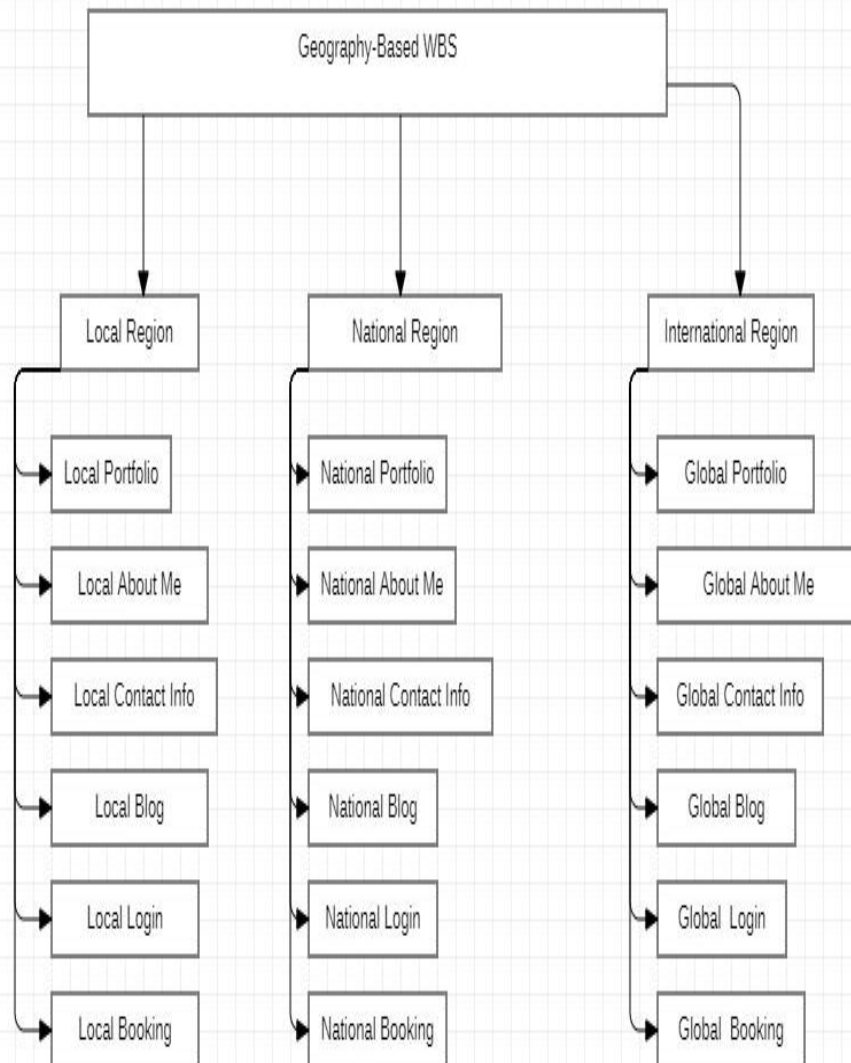 Geography-Based WBS
Local Region
National Region
International Region
Local Portfolio
National Portfolio
Global Portfolio
Local About Me
National About Me
Global About Me
Local Contact Info
National Contact Info
Global Contact Info
Local Blog
National Blog
Global Blog
Local Login
National Login
Global Login
Local Booking
National Booking
Global Booking